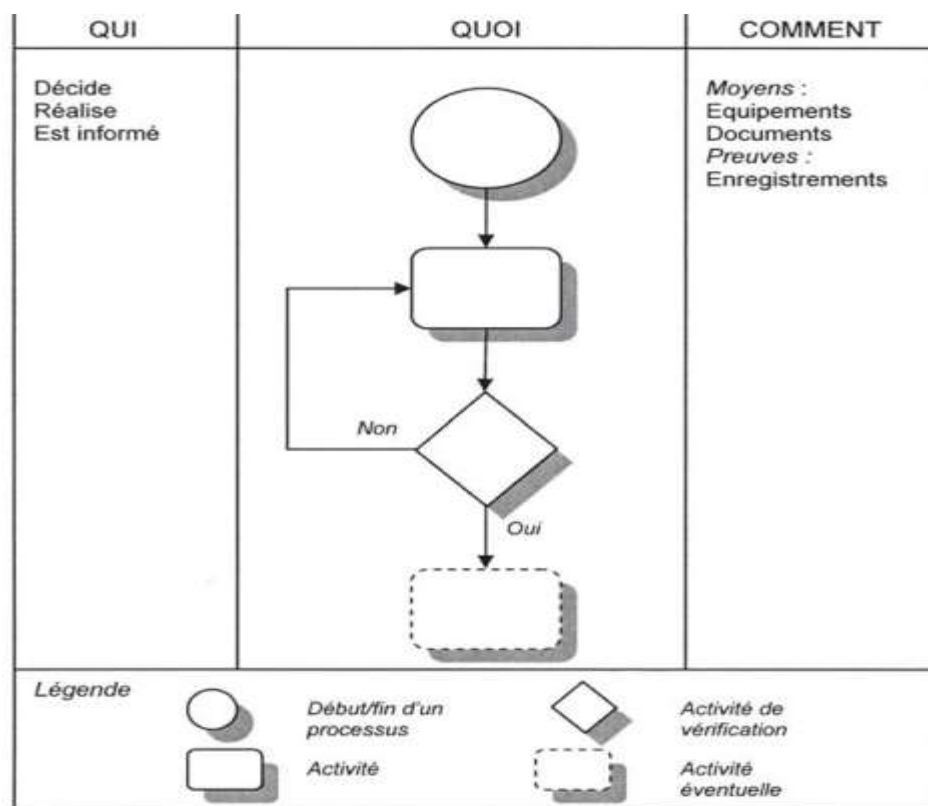 QUI
QUOI
COMMENT
Décide
Réalise
Est informé
Moyens :
Equipements
Documents
Preuves :
Enregistrements
Non
Oui
Légende
Début/fin d'un
processus
Activité de
vérification
Activité
Activité
éventuelle